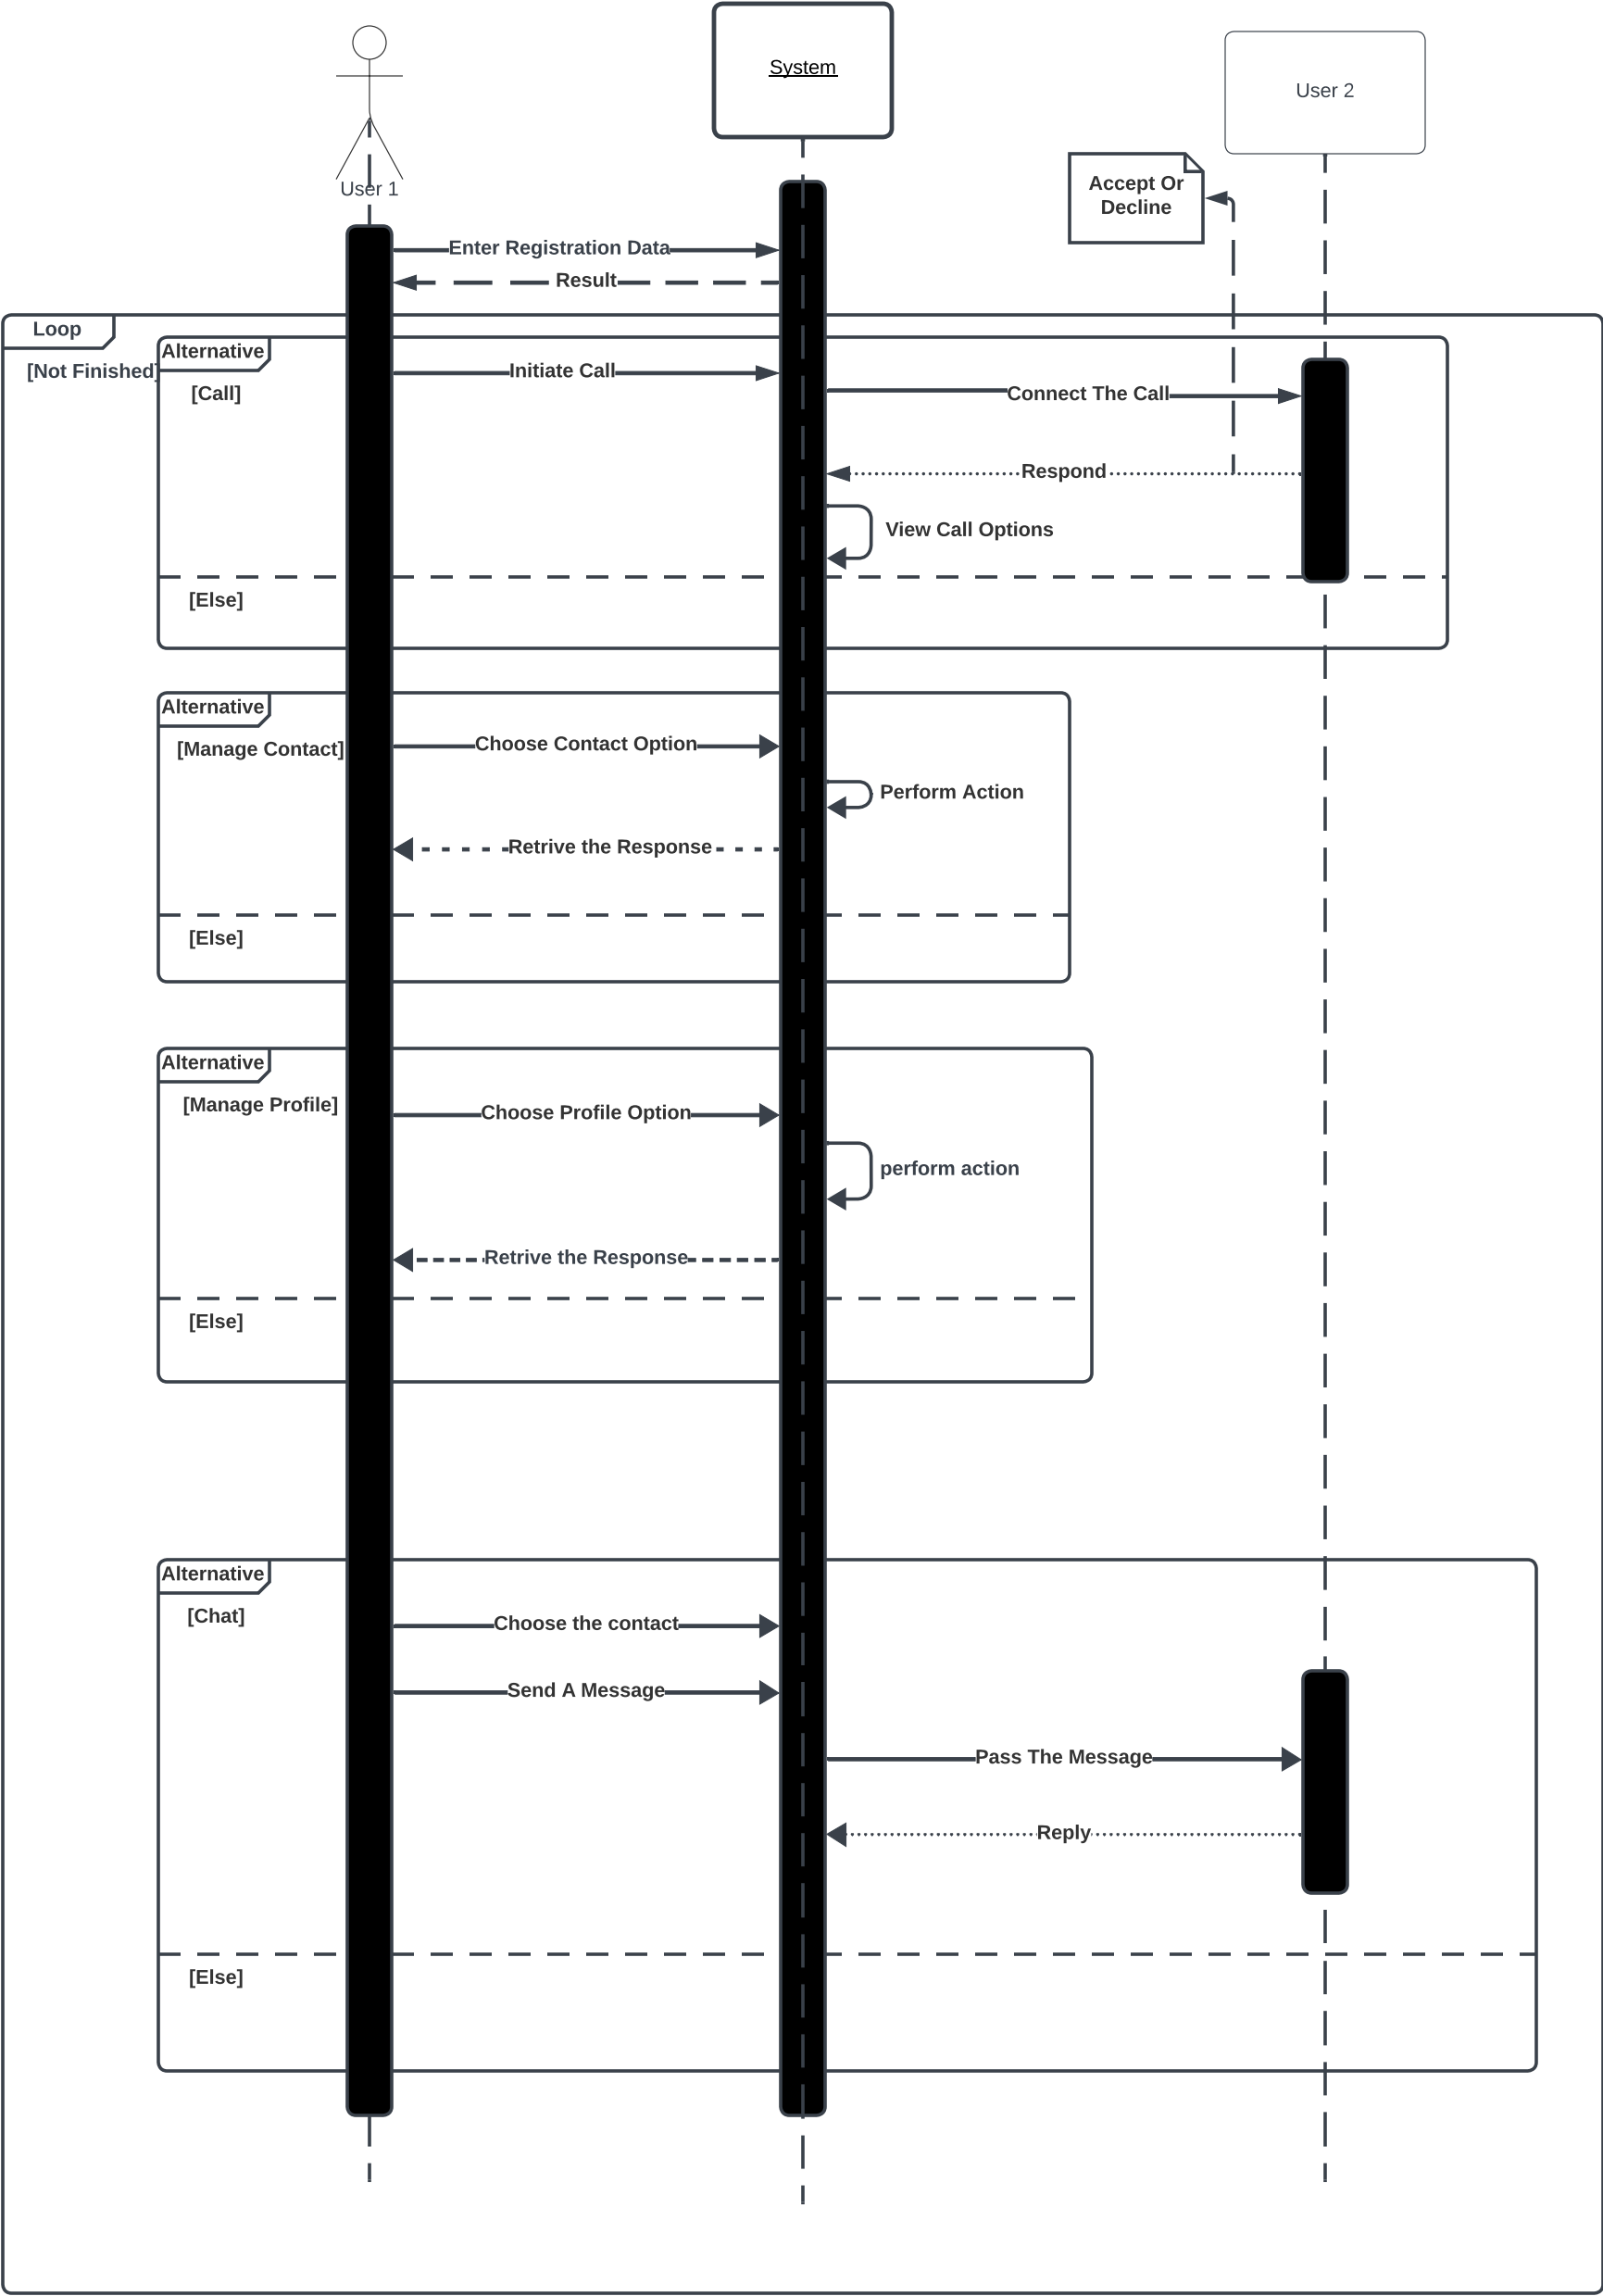 System
User 2
Accept Or
Decline
User 1
Enter Registration Data
Result
Loop
Alternative
[Not Finished]
Initiate Call
[Call]
Connect The Call
Respond
View Call Options
[Else]
Alternative
[Manage Contact]
Choose Contact Option
Perform Action
Retrive the Response
[Else]
Alternative
[Manage Profile]
Choose Profile Option
perform action
Retrive the Response
[Else]
Alternative
[Chat]
Choose the contact
Send A Message
Pass The Message
Reply
[Else]